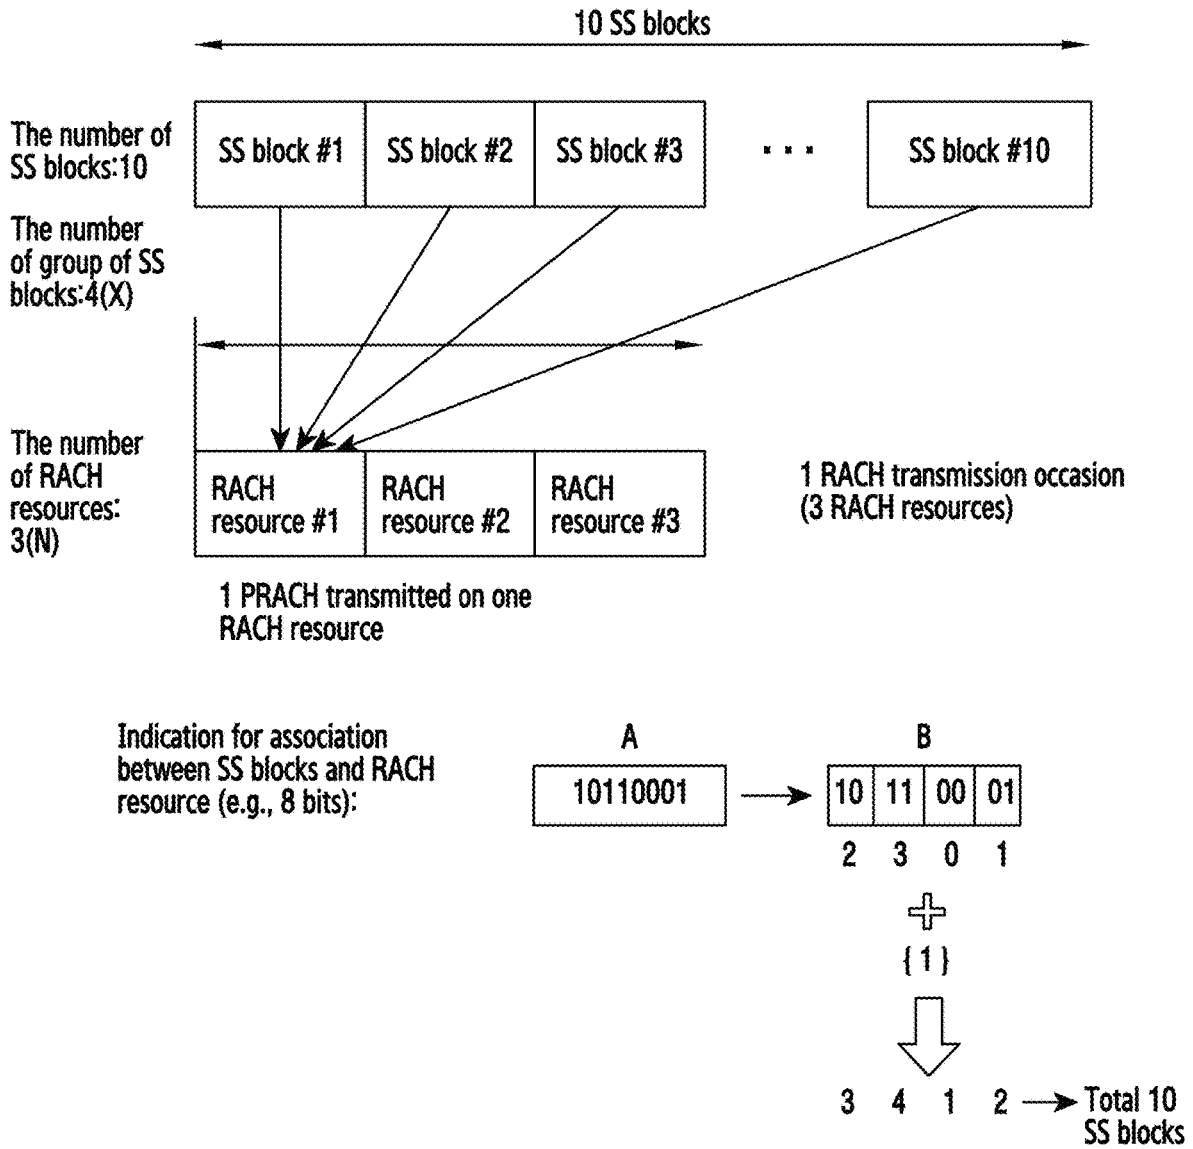 10 SS blocks
The number of
SS blocks:10
SS block #1
SS block #2
SS block #3
. . .
SS block #10
The number
of group of SS
blocks:4(X)
The number
of RACH
resources:
3(N)
RACH
resource #1
RACH
resource #2
RACH
resource #3
1 RACH transmission occasion
(3 RACH resources)
1 PRACH transmitted on one
RACH resource
Indication for association
between SS blocks and RACH
resource (e.g., 8 bits):
A
10110001
B
10 11 00 01
2 3 0 1
+
{ 1 }
3 4 1 2
Total 10
SS blocks